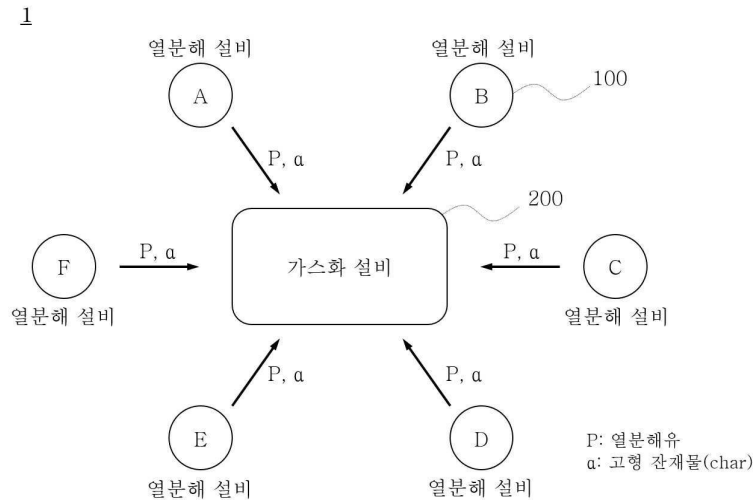 1
열분해 설비
열분해 설비
A
B
100
P, α
P, α
200
F
P, α
가스화 설비
P, α
C
열분해 설비
열분해 설비
P, α
P, α
E
D
열분해 설비
열분해 설비
P: 열분해유
α: 고형 잔재물(char)